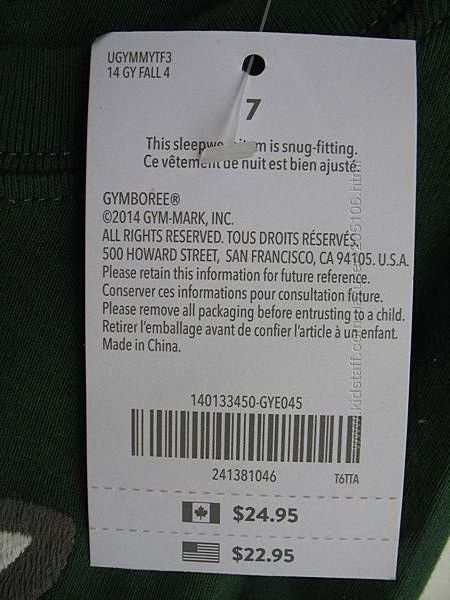 UGYMMYTF3
14 GY FALL 4
7
This is snug-fitting.
Ce vêtement de nuit est bien ajusté.
GYMBOREE®
©2014 GYM-MARK, INC.
ALL RIGHTS RESERVED. TOUS DROITS RÉSERVÉS.
500 HOWARD STREET, SAN FRANCISCO, CA 94105. U.S.A.
Please retain this information for future reference.
Conserver ces informations pour consultation future.
Please remove all packaging before entrusting to a child.
Retirer l'emballage avant de confier l'article à un enfant.
Made in China.
140133450-GYE045
241381046
T6TTA
$24.95
$22.95